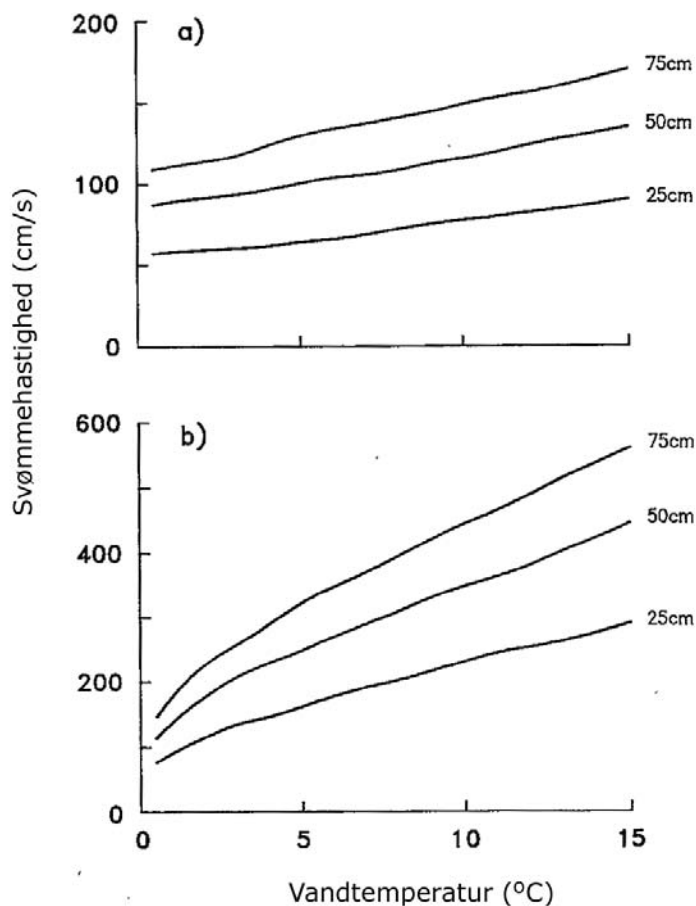 200
a)
75cm
50cm
100
25cm
0
Svømmehastighed (cm/s)
600
b)
75cm
50cm
400
25cm
200
0
0 5 10 15
Vandtemperatur (°C)